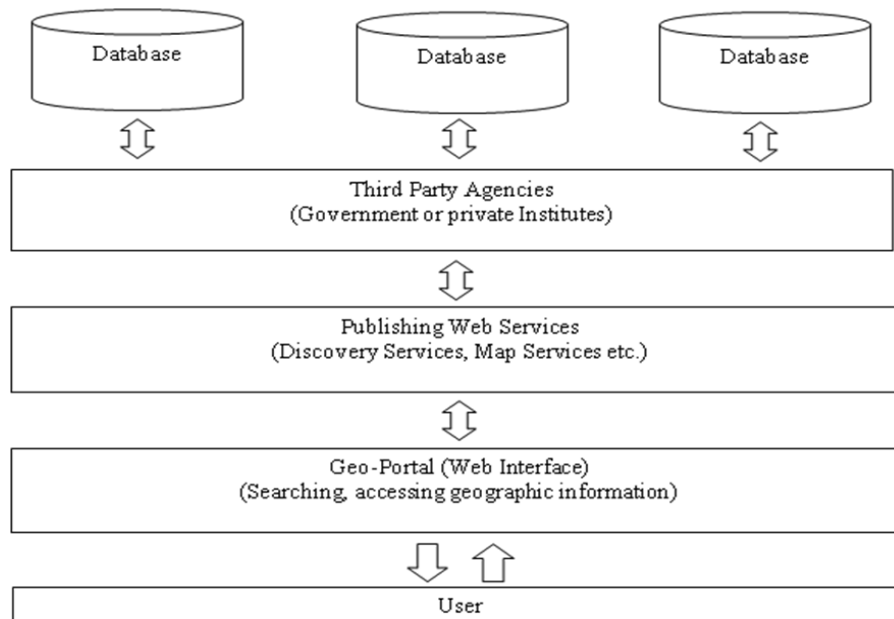 Database
Database
Database
Third Party Agencies
(Government or private Institutes)
Publishing Web Services
(Discovery Services, Map Services etc.)
Geo-Portal (Web Interface)
(Searching, accessing geographic information)
User